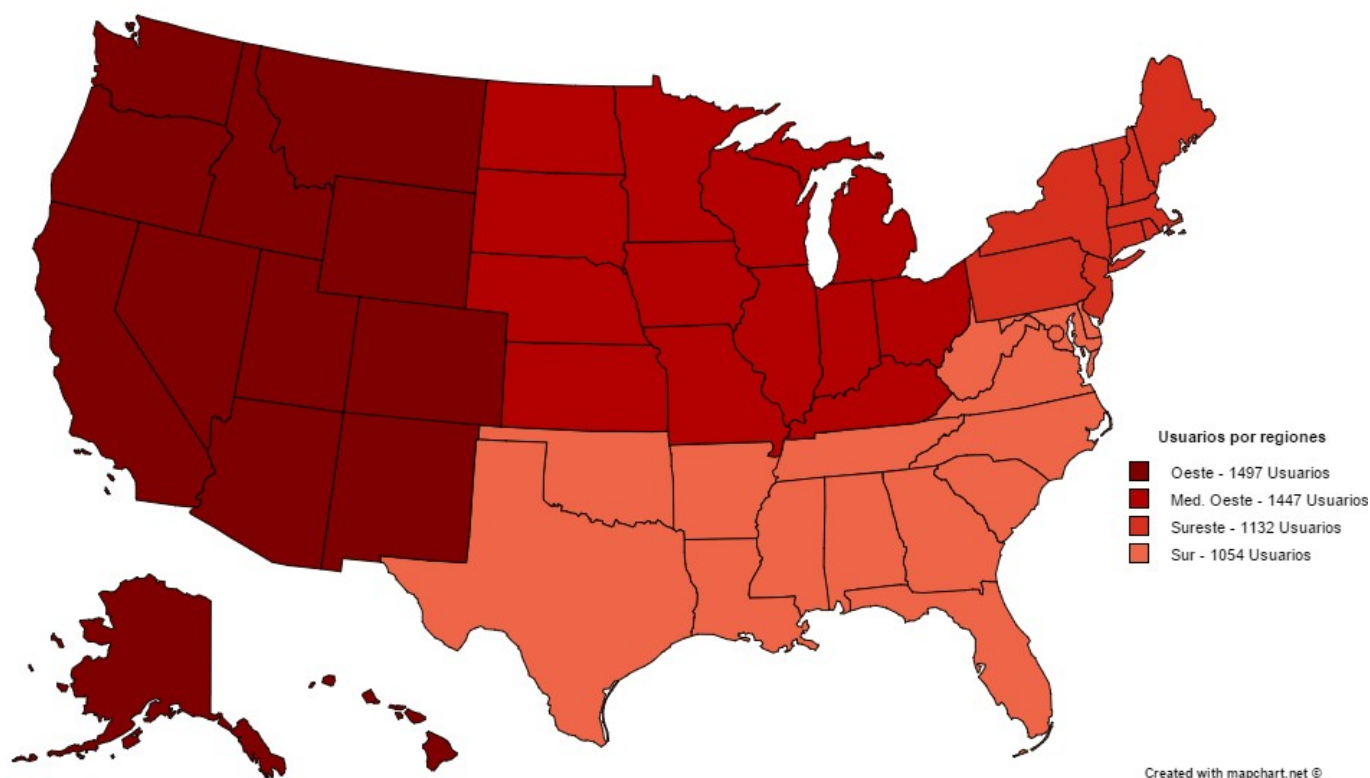 Usuarios por regiones
Oeste - 1497 Usuarios
Med. Oeste - 1447 Usuarios
Sureste - 1132 Usuarios
Sur - 1054 Usuarios
Created with mapchart.net ©